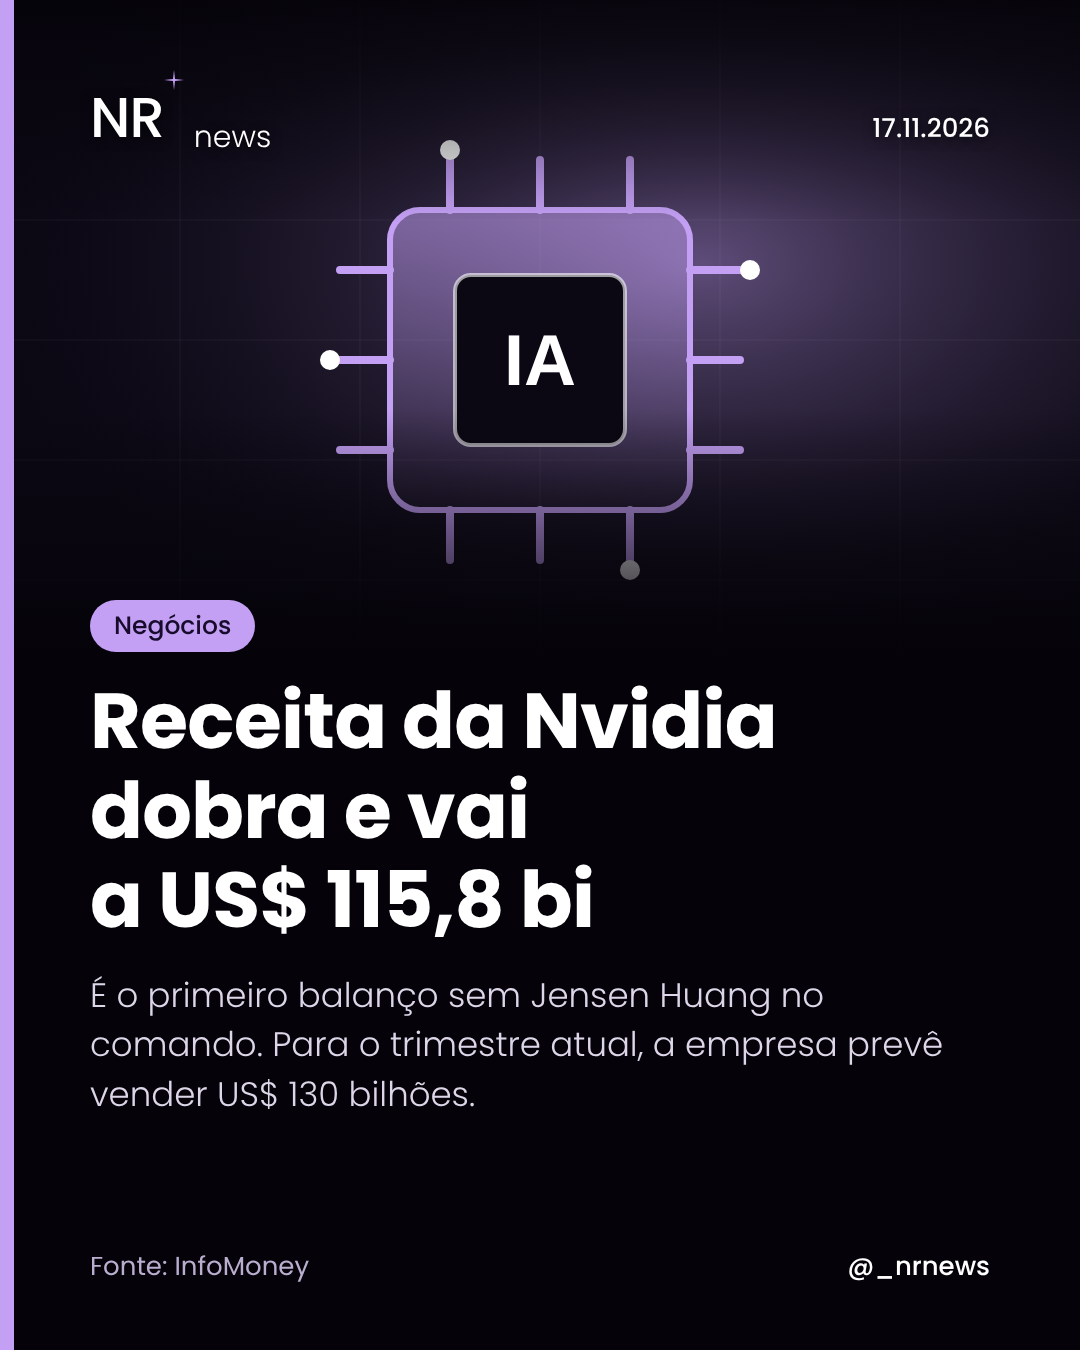 NR news
17.11.2026
IA
Negócios
Receita da Nvidia
dobra e vai
a US$ 115,8 bi
É o primeiro balanço sem Jensen Huang no
comando. Para o trimestre atual, a empresa prevê
vender US$ 130 bilhões.
Fonte: InfoMoney
@_nrnews